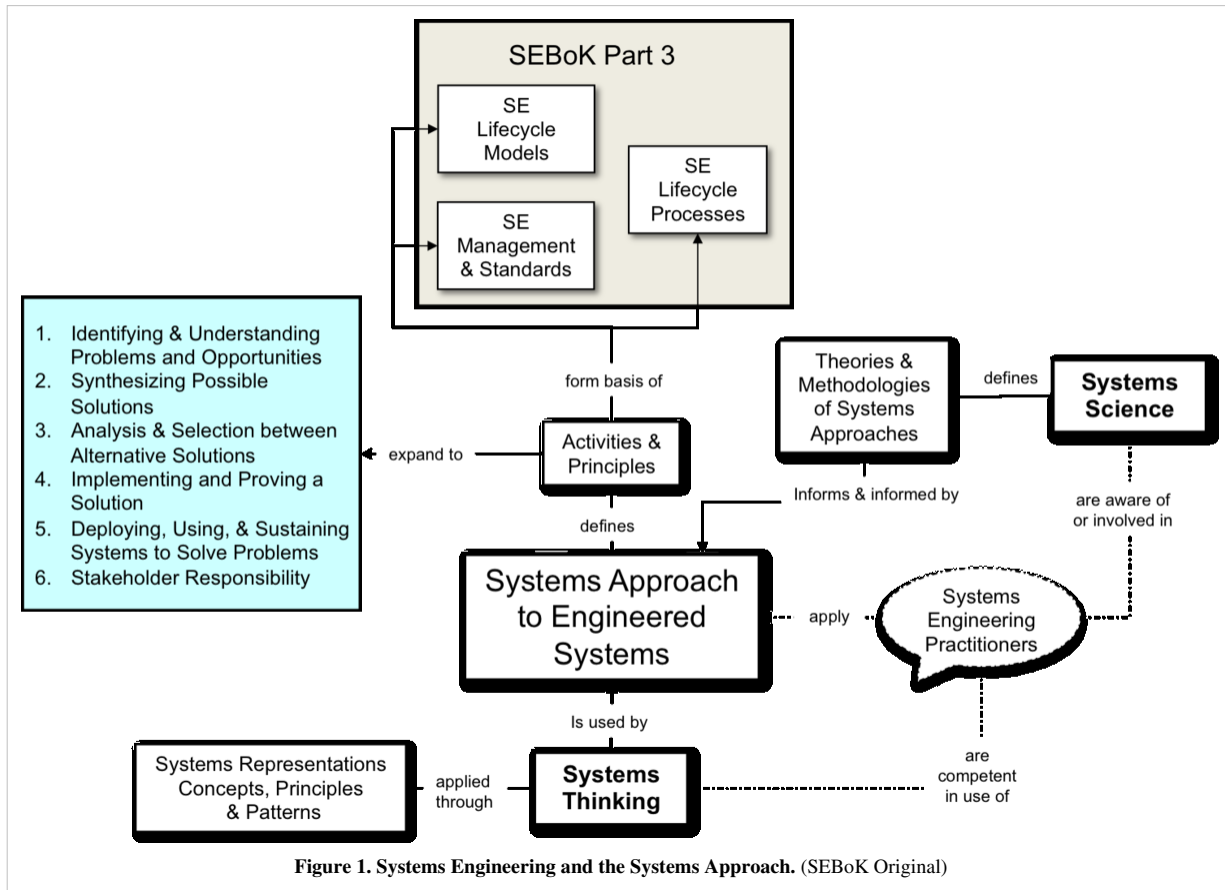 SEBoK Part 3
SE
Lifecycle
Models
SE
Lifecycle
Processes
SE
Management
& Standards
1. Identifying & Understanding
Problems and Opportunities
2. Synthesizing Possible
Solutions
3. Analysis & Selection between
Alternative Solutions
4. Implementing and Proving a
Solution
5. Deploying, Using, & Sustaining
Systems to Solve Problems
6. Stakeholder Responsibility
form basis of
expand to
Activities &
Principles
defines
Theories &
Methodologies
of Systems
Approaches
defines
Systems
Science
Informs & informed by
are aware of
or involved in
Systems Approach
to Engineered
Systems
apply
Systems
Engineering
Practitioners
Is used by
are
competent
in use of
Systems Representations
Concepts, Principles
& Patterns
applied
through
Systems
Thinking
Figure 1. Systems Engineering and the Systems Approach. (SEBoK Original)